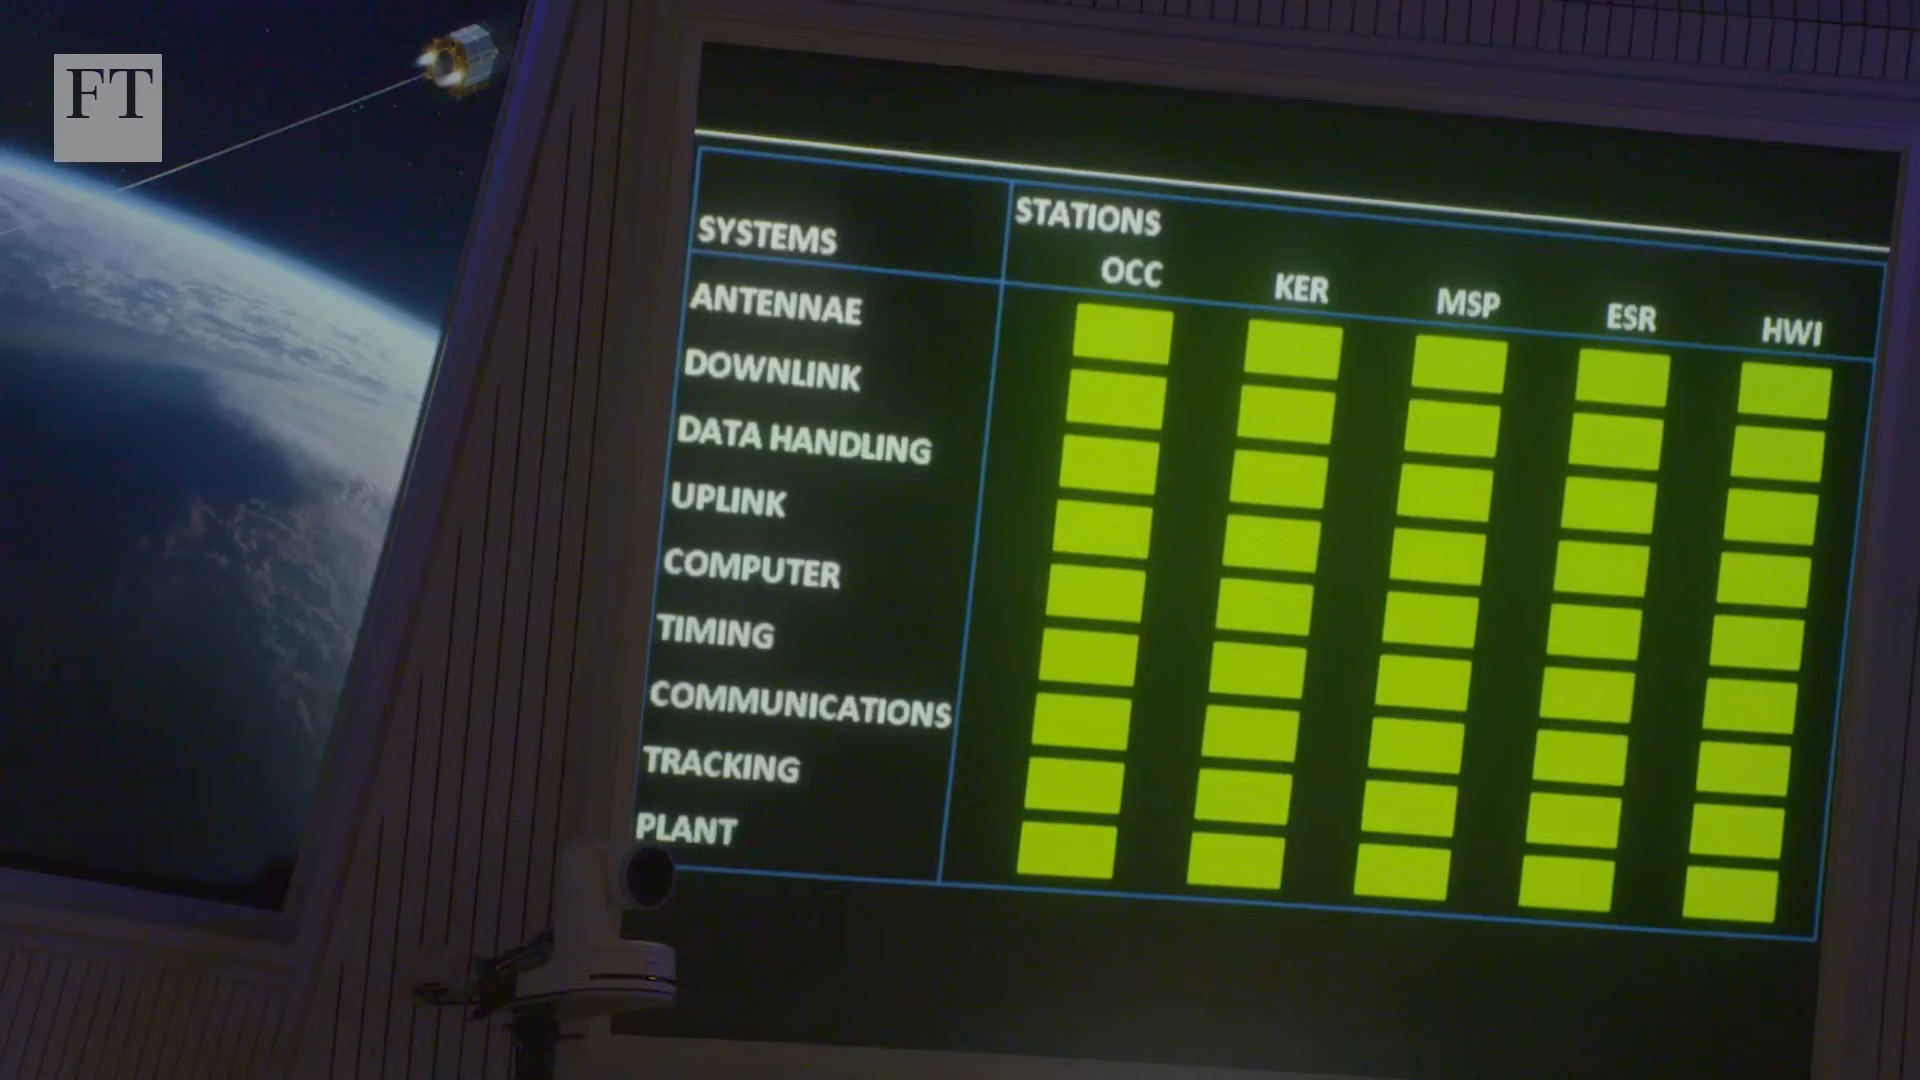 FT
STATIONS
SYSTEMS
OCC KER MSP ESR HWI
ANTENNAE
DOWNLINK
DATA HANDLING
UPLINK
COMPUTER
TIMING
COMMUNICATIONS
TRACKING
PLANT